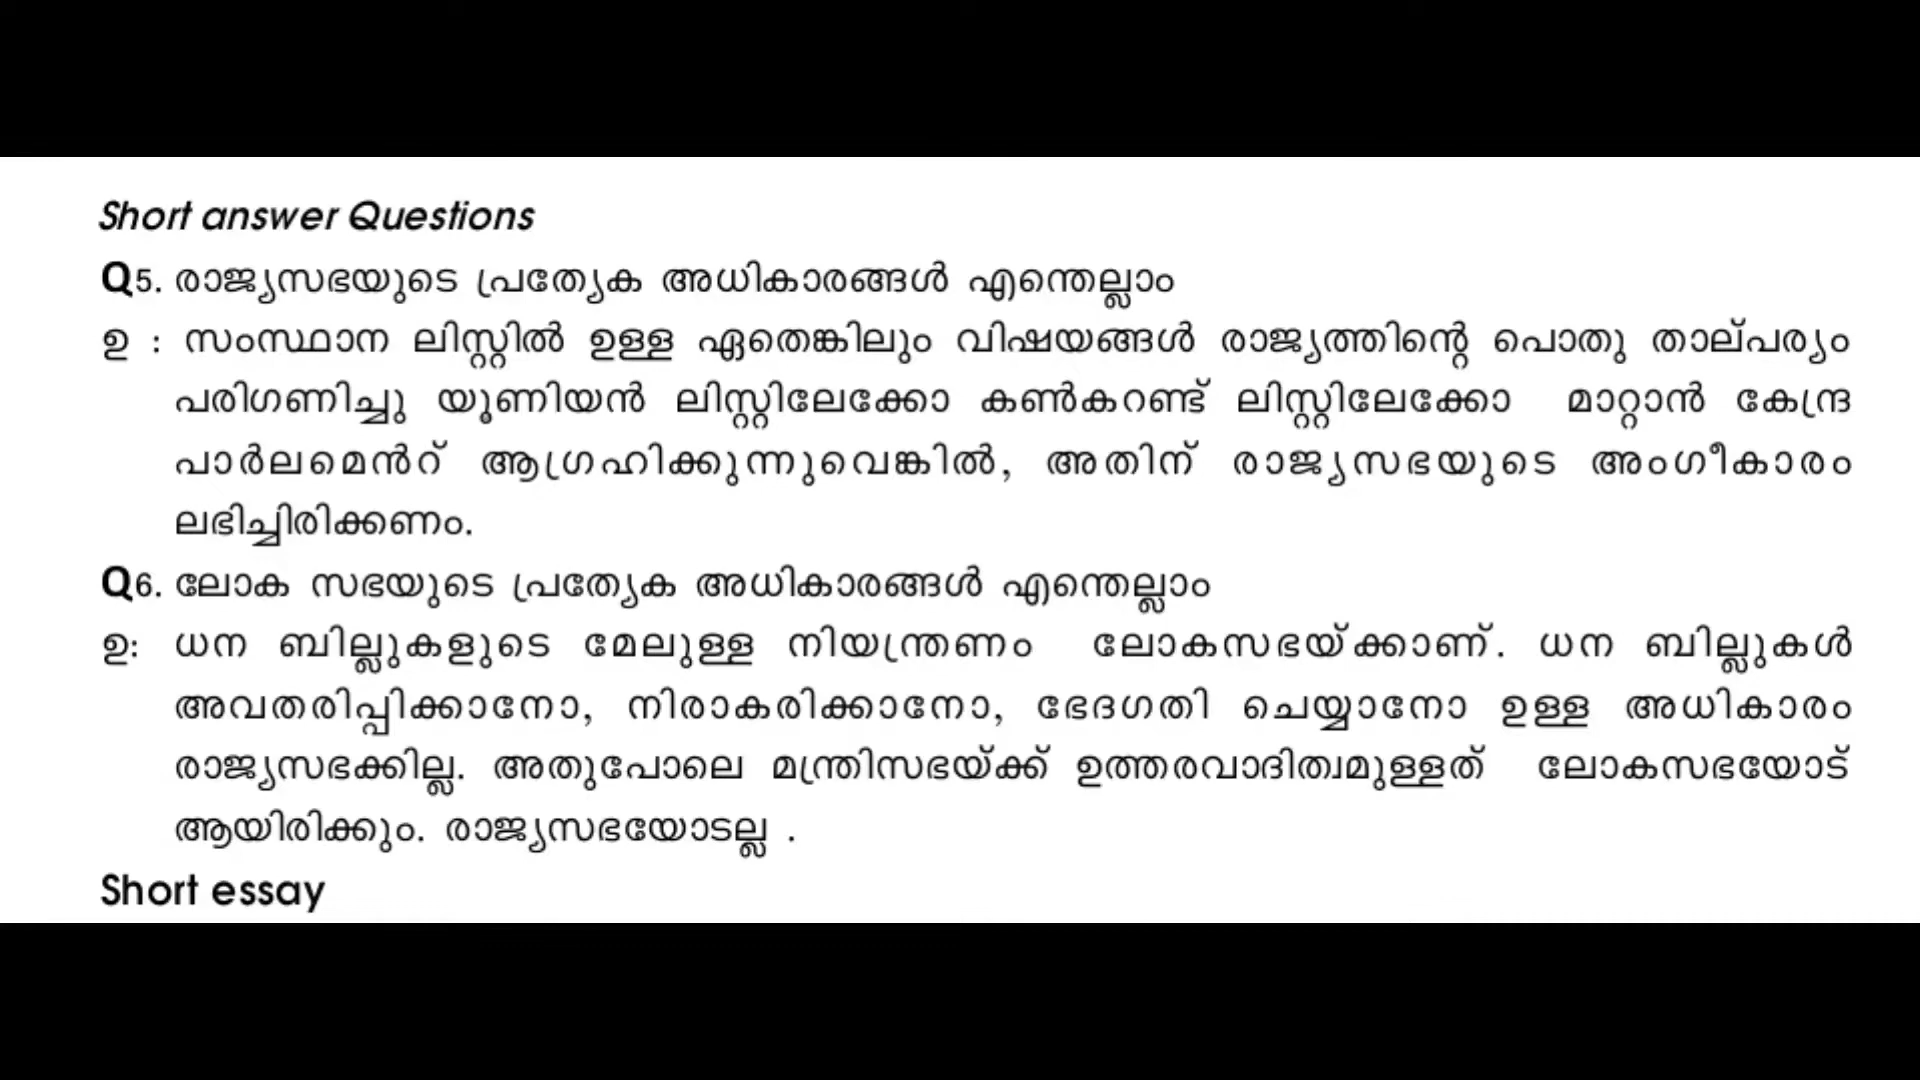 Short answer Questions
Q5. രാജ്യസഭയുടെ പ്രത്യേക അധികാരങ്ങൾ എന്തെല്ലാം
ഉ : സംസ്ഥാന ലിസ്റ്റിൽ ഉള്ള ഏതെങ്കിലും വിഷയങ്ങൾ രാജ്യത്തിന്റെ പൊതു താല്പര്യം
പരിഗണിച്ചു യൂണിയൻ ലിസ്റ്റിലേക്കോ കൺകറണ്ട് ലിസ്റ്റിലേക്കോ മാറ്റാൻ കേന്ദ്ര
പാർലമെൻറ് ആഗ്രഹിക്കുന്നുവെങ്കിൽ, അതിന് രാജ്യസഭയുടെ അംഗീകാരം
ലഭിച്ചിരിക്കണം.
Q6. ലോക സഭയുടെ പ്രത്യേക അധികാരങ്ങൾ എന്തെല്ലാം
ഉ: ധന ബില്ലുകളുടെ മേലുള്ള നിയന്ത്രണം ലോകസഭയ്ക്കാണ്. ധന ബില്ലുകൾ
അവതരിപ്പിക്കാനോ, നിരാകരിക്കാനോ, ഭേദഗതി ചെയ്യാനോ ഉള്ള അധികാരം
രാജ്യസഭക്കില്ല. അതുപോലെ മന്ത്രിസഭയ്ക്ക് ഉത്തരവാദിത്വമുള്ളത് ലോകസഭയോട്
ആയിരിക്കും. രാജ്യസഭയോടല്ല .
Short essay